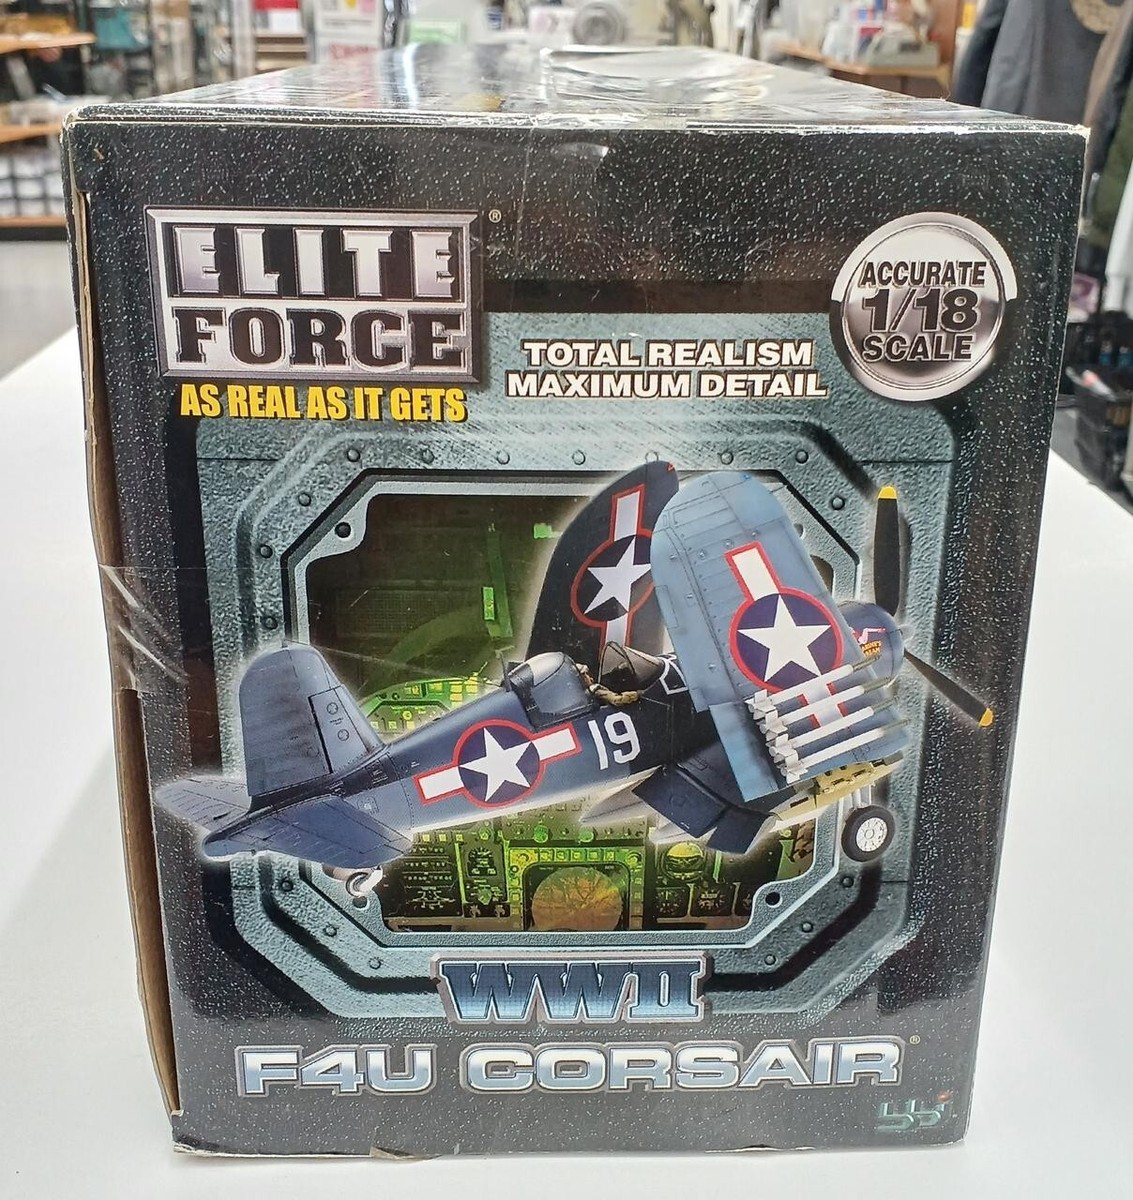 ELITE
FORCE
®
AS REAL AS IT GETS
TOTAL REALISM
MAXIMUM DETAIL
ACCURATE
1/18
SCALE
19
WWII
F4U CORSAIR®
bbi